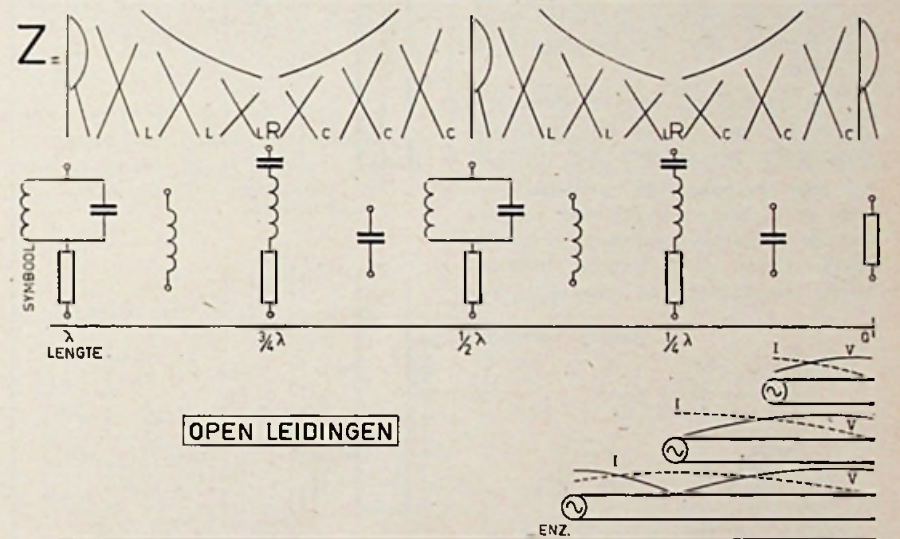 Z=
R L L L R C C C R L L L R C C C R
SYMBOOL
λ 3/4λ 1/2λ 1/4λ 0
LENGTE
I V
I V
OPEN LEIDINGEN
I V
ENZ.